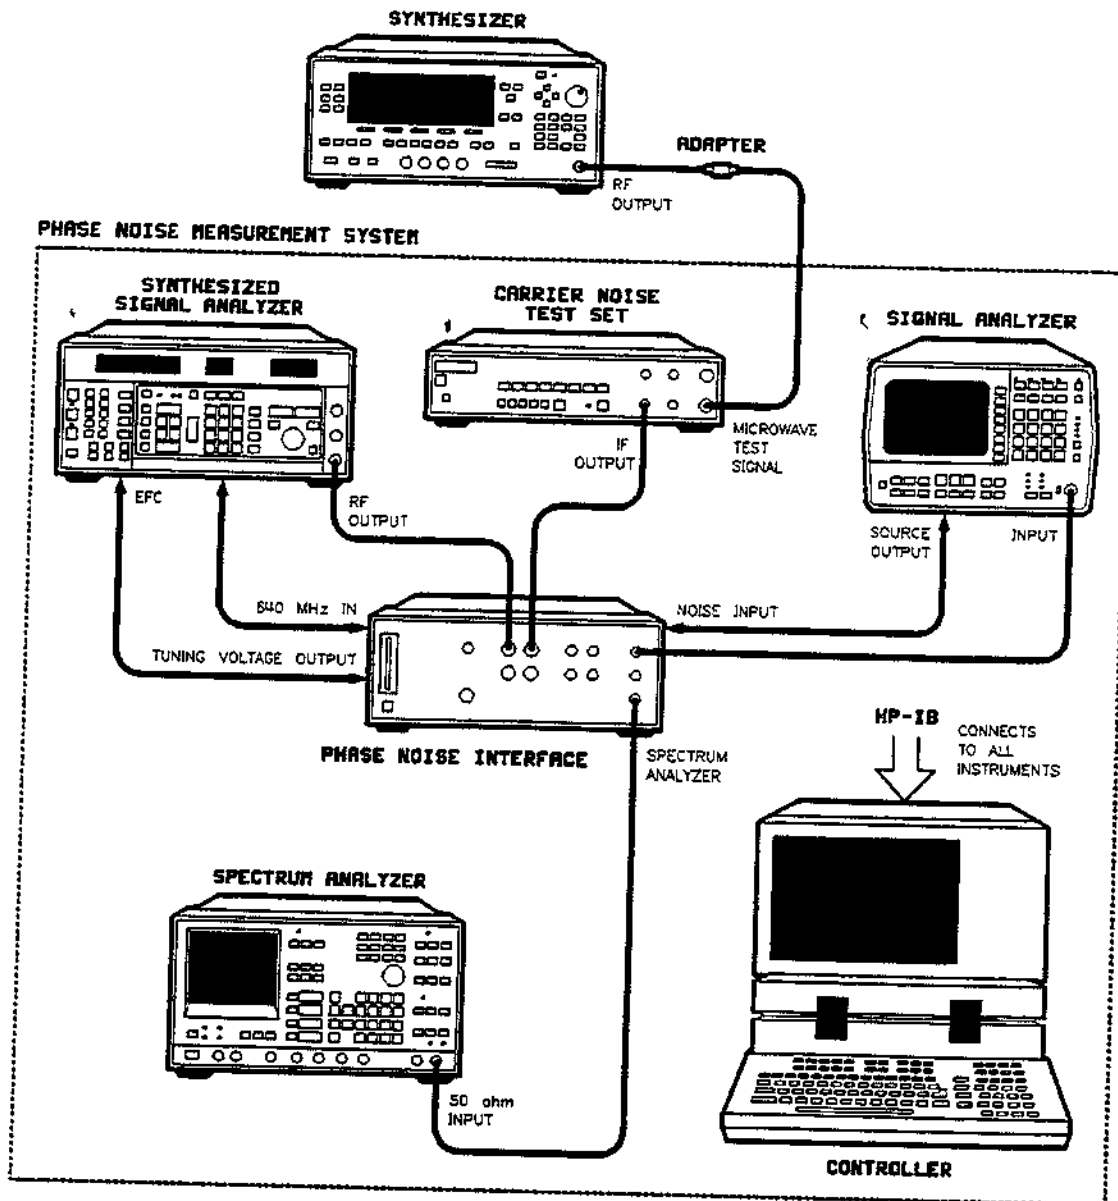 SYNTHESIZER
ADAPTER
RF
OUTPUT
PHASE NOISE MEASUREMENT SYSTEM
SYNTHESIZED
SIGNAL ANALYZER
CARRIER NOISE
TEST SET
SIGNAL ANALYZER
EFC
RF
OUTPUT
IF
OUTPUT
MICROWAVE
TEST
SIGNAL
SOURCE
OUTPUT
INPUT
640 MHz IN
NOISE INPUT
TUNING VOLTAGE OUTPUT
PHASE NOISE INTERFACE
SPECTRUM
ANALYZER
HP-IB
CONNECTS
TO ALL
INSTRUMENTS
SPECTRUM ANALYZER
50 ohm
INPUT
CONTROLLER